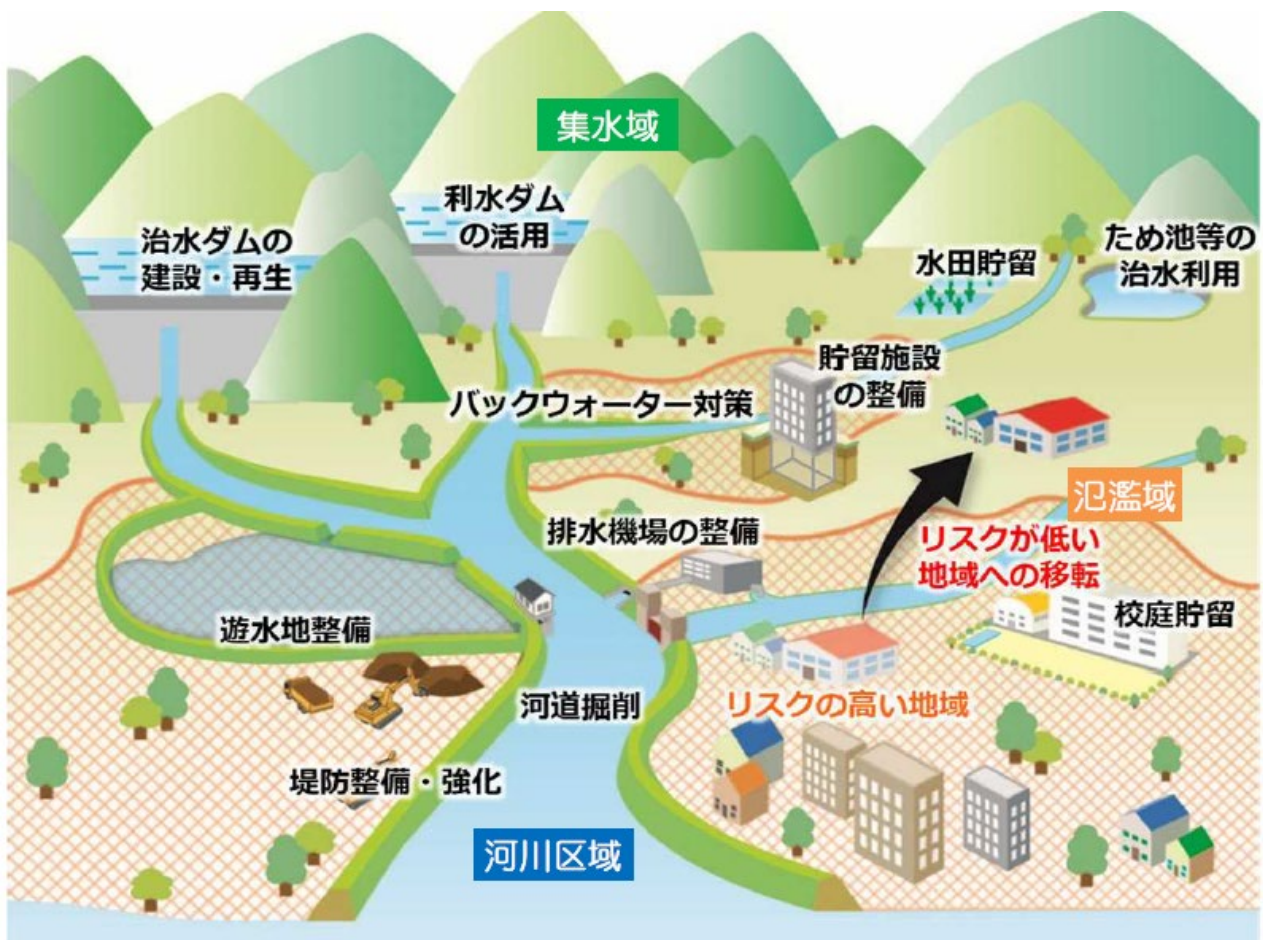 集水域
利水ダム
の活用
治水ダムの
建設・再生
ため池等の
治水利用
水田貯留
貯留施設
の整備
バックウォーター対策
氾濫域
排水機場の整備
リスクが低い
地域への移転
校庭貯留
遊水地整備
河道掘削
リスクの高い地域
堤防整備・強化
河川区域